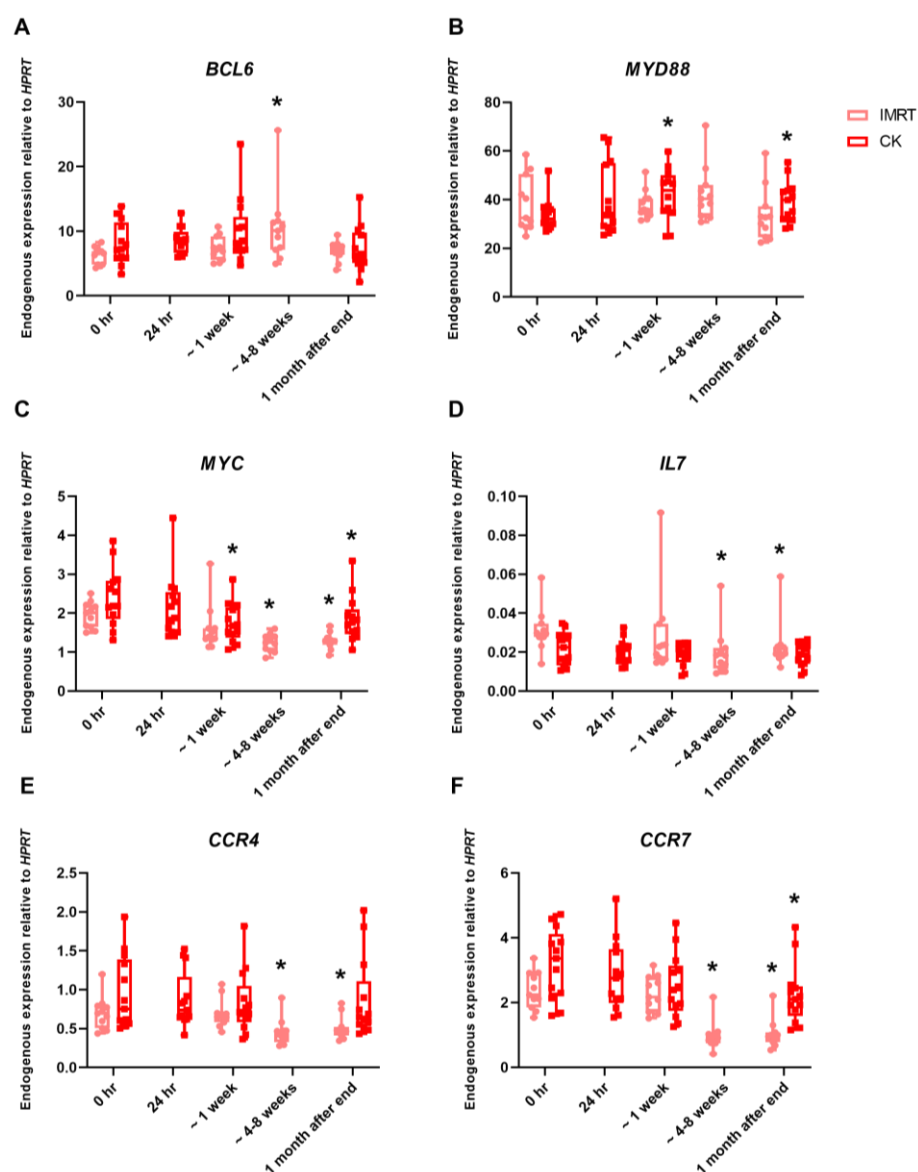 A
BCL6
Endogenous expression relative to HPRT
30
20
10
0
*
0 hr
24 hr
~ 1 week
~ 4-8 weeks
1 month after end
B
MYD88
Endogenous expression relative to HPRT
80
60
40
20
0
*
*
0 hr
24 hr
~ 1 week
~ 4-8 weeks
1 month after end
IMRT
CK
C
MYC
Endogenous expression relative to HPRT
5
4
3
2
1
0
*
*
*
*
0 hr
24 hr
~ 1 week
~ 4-8 weeks
1 month after end
D
IL7
Endogenous expression relative to HPRT
0.10
0.08
0.06
0.04
0.02
0.00
*
*
0 hr
24 hr
~ 1 week
~ 4-8 weeks
1 month after end
E
CCR4
Endogenous expression relative to HPRT
2.5
2.0
1.5
1.0
0.5
0.0
*
*
0 hr
24 hr
~ 1 week
~ 4-8 weeks
1 month after end
F
CCR7
Endogenous expression relative to HPRT
6
4
2
0
*
*
*
0 hr
24 hr
~ 1 week
~ 4-8 weeks
1 month after end